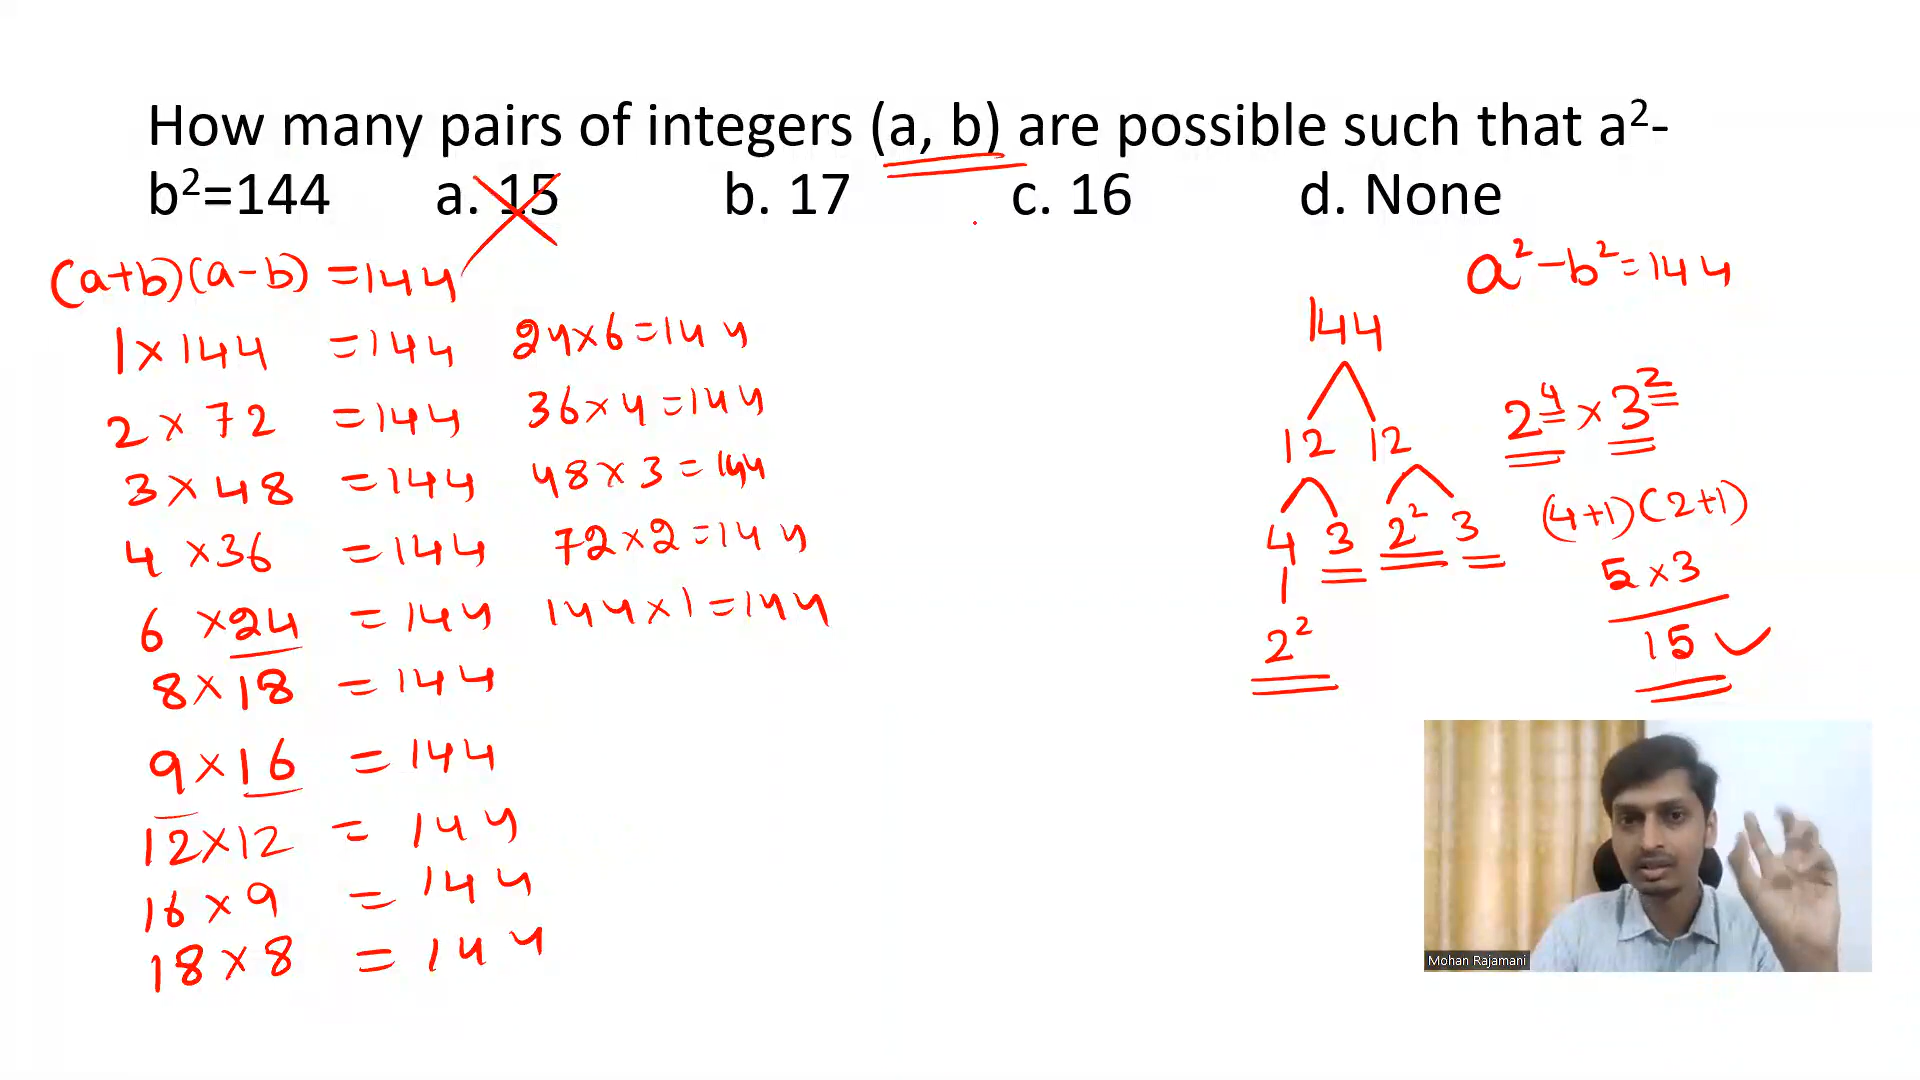 How many pairs of integers (a, b) are possible such that a²-
b²=144 a. 15 b. 17 c. 16 d. None
(a+b)(a-b) =144
1 × 144 =144
2 × 72 =144
3 × 48 =144
4 × 36 =144
6 × 24 =144
8 × 18 =144
9 × 16 =144
12 × 12 = 144
16 × 9 = 144
18 × 8 = 144
24 × 6 =144
36 × 4 =144
48 × 3 =144
72 × 2 =144
144 × 1 =144
a² - b² =144
144
12 12
4 3 2² 3
2²
2⁴ × 3²
(4+1)(2+1)
5 × 3
15
Mohan Rajamani